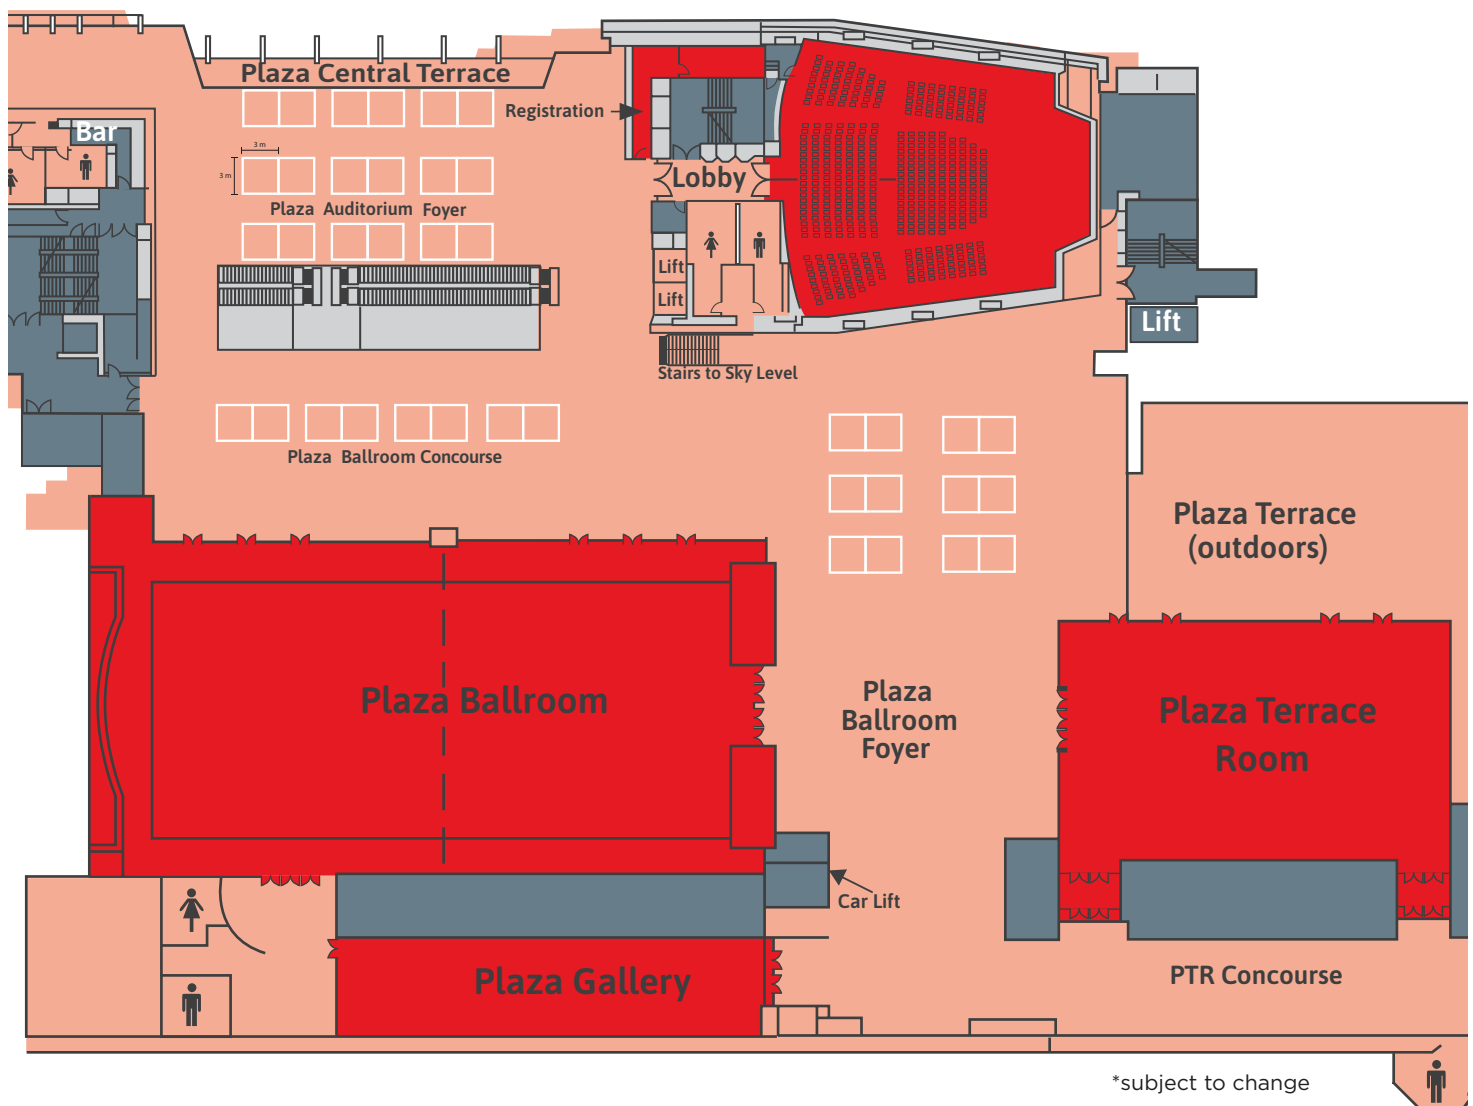 Plaza Central Terrace
Registration
Bar
3 m
3 m
Lobby
Plaza Auditorium Foyer
Lift
Lift
Lift
Stairs to Sky Level
Plaza Ballroom Concourse
Plaza Terrace
(outdoors)
Plaza Ballroom
Plaza
Ballroom
Foyer
Plaza Terrace
Room
Car Lift
Plaza Gallery
PTR Concourse
*subject to change